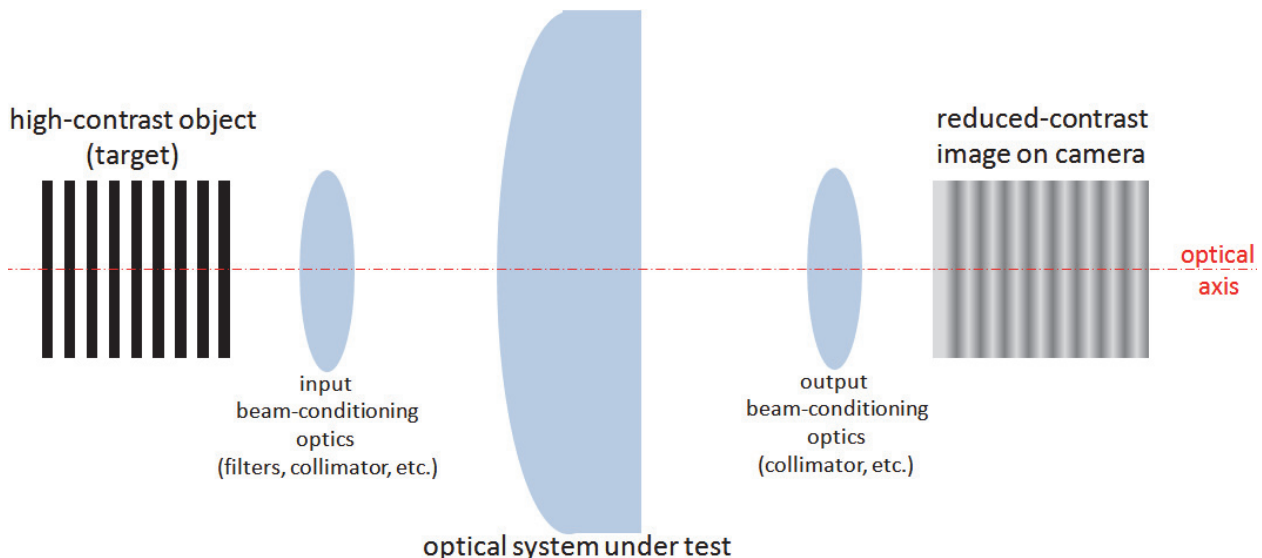 high-contrast object
(target)
reduced-contrast
image on camera
optical
axis
input
beam-conditioning
optics
(filters, collimator, etc.)
output
beam-conditioning
optics
(collimator, etc.)
optical system under test